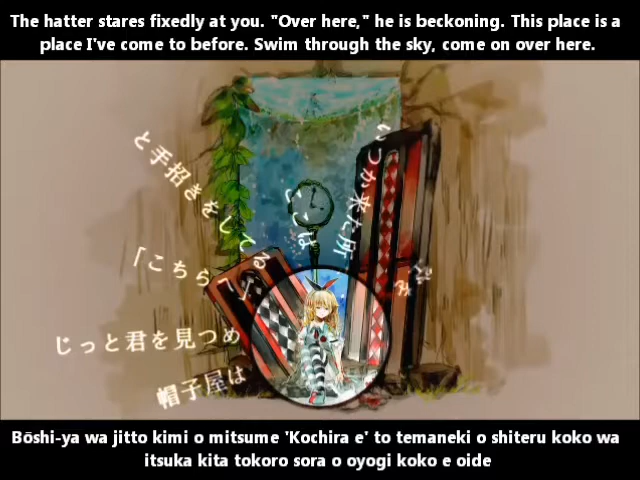 The hatter stares fixedly at you. "Over here," he is beckoning. This place is a
place I've come to before. Swim through the sky, come on over here.
帽子屋は
じっと君を見つめ
「こちらへ」
と手招きをしてる
ここは
いつか来た所
Bōshi-ya wa jitto kimi o mitsume 'Kochira e' to temaneki o shiteru koko wa
itsuka kita tokoro sora o oyogi koko e oide